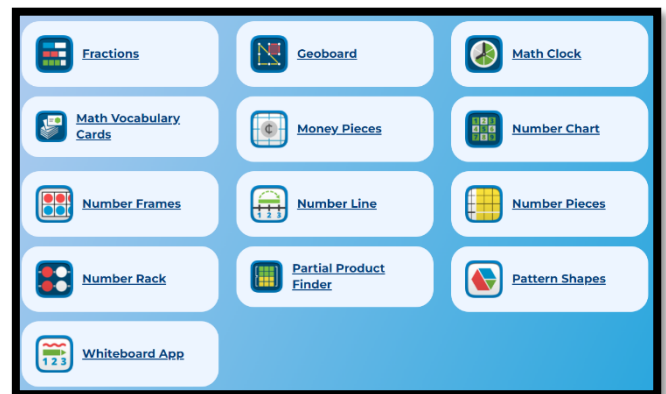 Fractions
Geoboard
Math Clock
Math Vocabulary
Cards
Money Pieces
Number Chart
Number Frames
Number Line
Number Pieces
Number Rack
Partial Product
Finder
Pattern Shapes
Whiteboard App